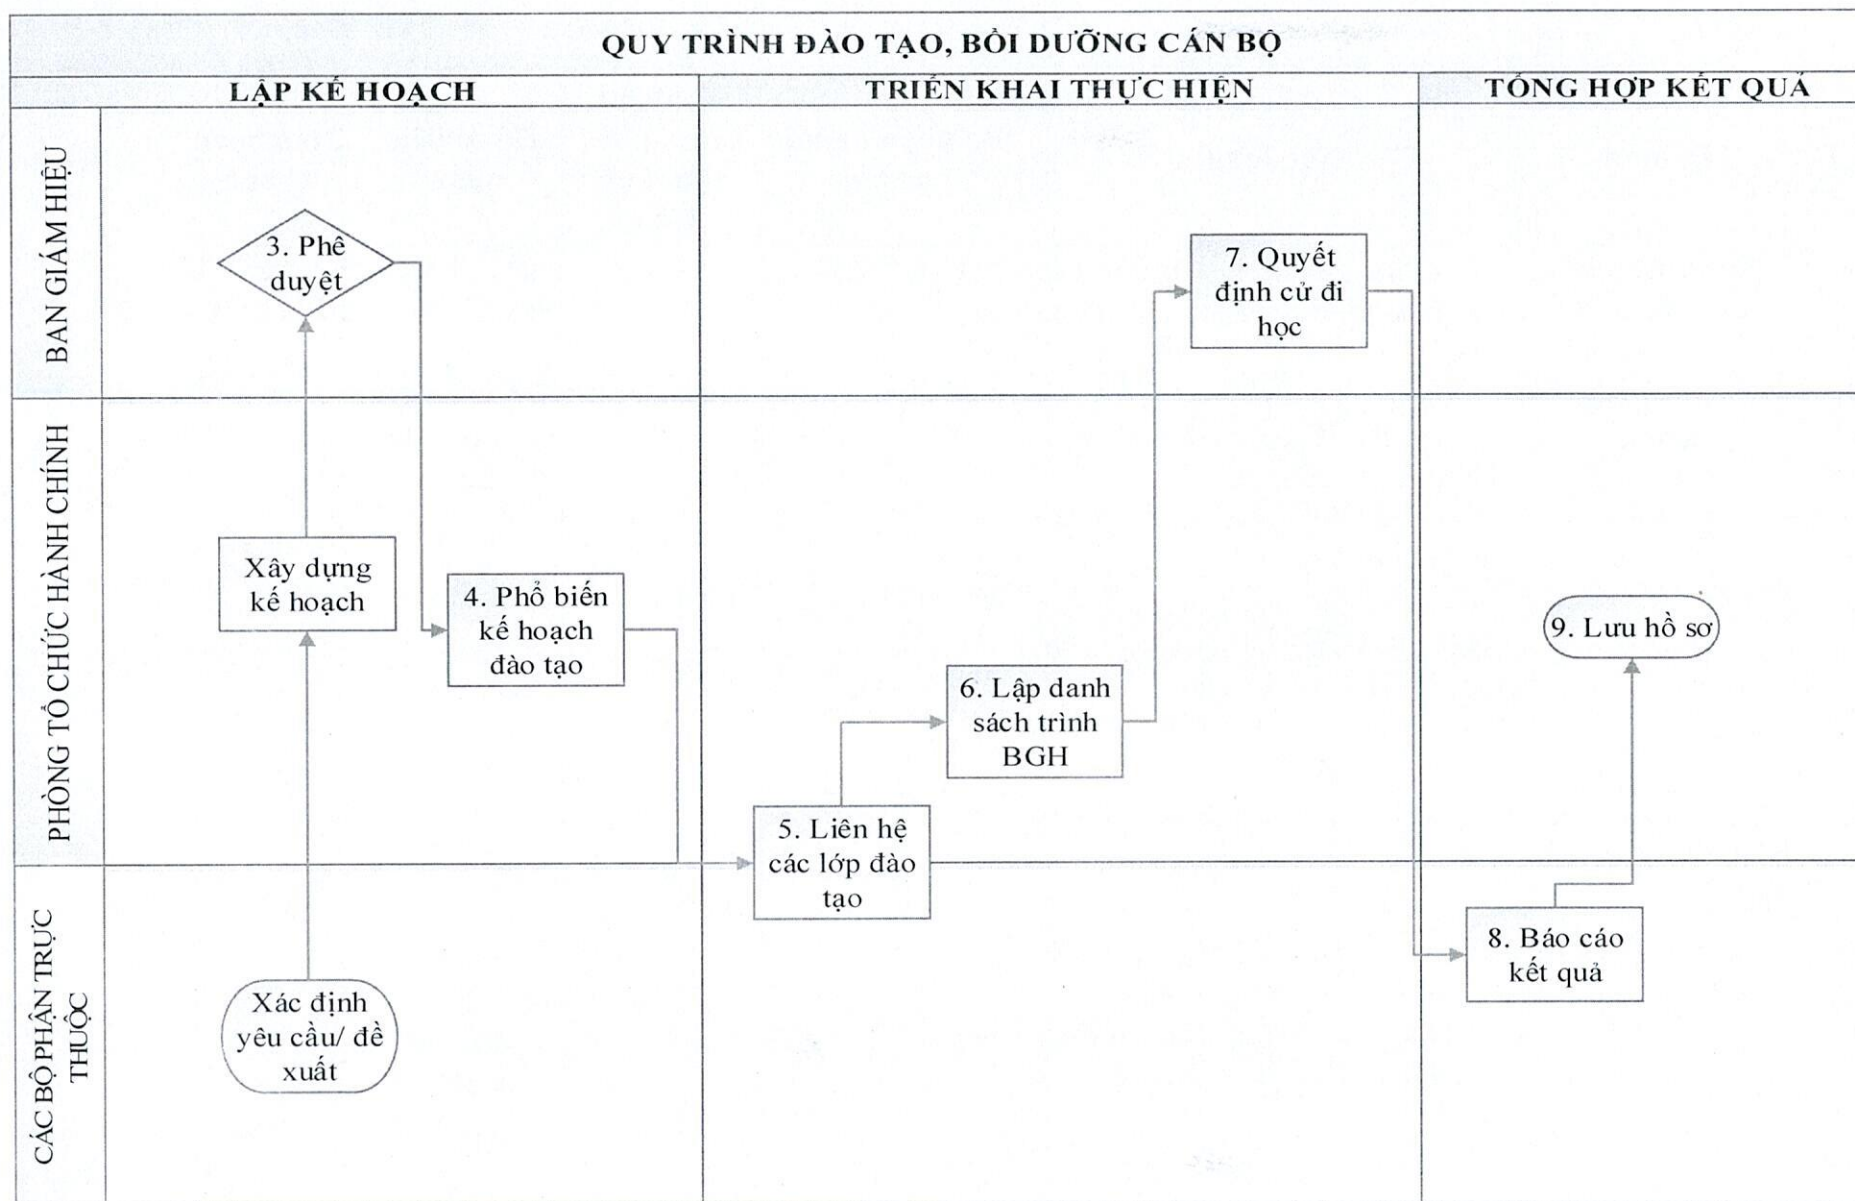 QUY TRÌNH ĐÀO TẠO, BỒI DƯỠNG CÁN BỘ
LẬP KẾ HOẠCH
TRIỂN KHAI THỰC HIỆN
TỔNG HỢP KẾT QUẢ
BAN GIÁM HIỆU
3. Phê
duyệt
7. Quyết
định cử đi
học
PHÒNG TỔ CHỨC HÀNH CHÍNH
Xây dựng
kế hoạch
4. Phổ biến
kế hoạch
đào tạo
5. Liên hệ
các lớp đào
tạo
6. Lập danh
sách trình
BGH
9. Lưu hồ sơ
CÁC BỘ PHẬN TRỰC
THUỘC
Xác định
yêu cầu/ đề
xuất
8. Báo cáo
kết quả